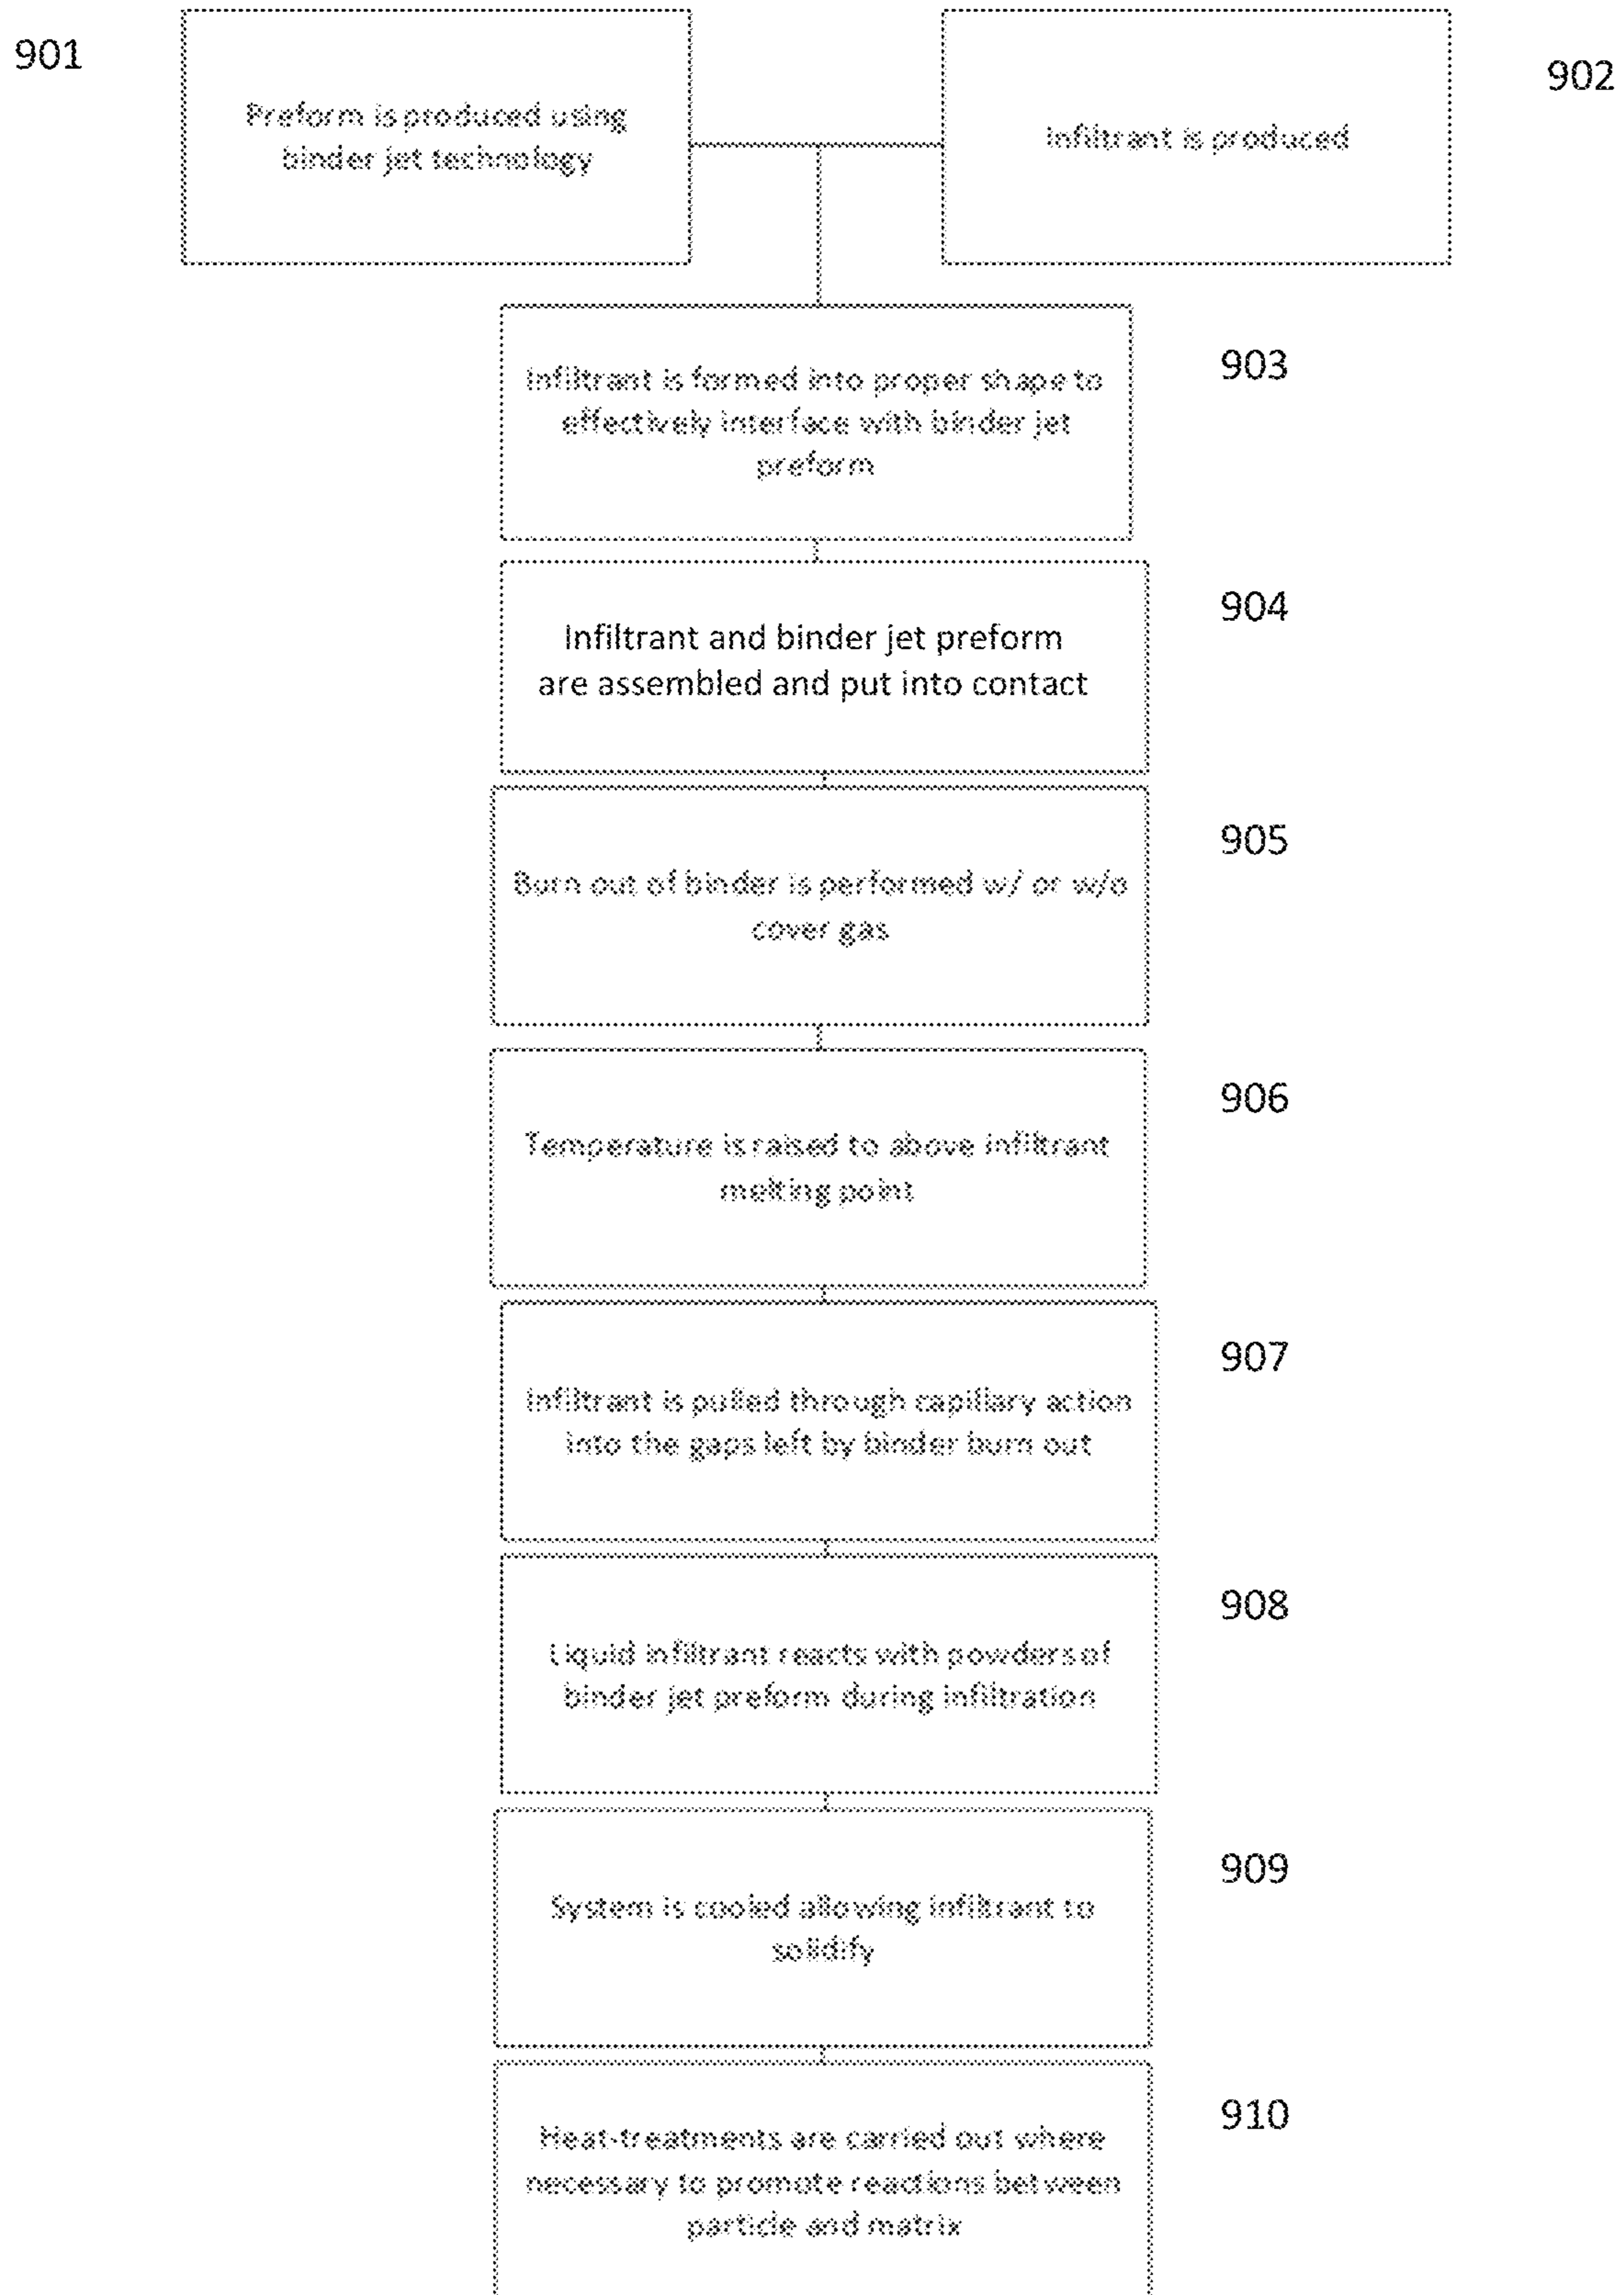 901
Preform is produced using
binder jet technology
902
Infiltrant is produced
903
Infiltrant is formed into proper shape to
effectively interface with binder jet
preform
904
Infiltrant and binder jet preform
are assembled and put into contact
905
Burn out of binder is performed w/ or w/o
cover gas
906
Temperature is raised to above infiltrant
melting point
907
Infiltrant is pulled through capillary action
into the gaps left by binder burn out
908
Liquid infiltrant reacts with powders of
binder jet preform during infiltration
909
System is cooled allowing infiltrant to
solidify
910
Heat-treatments are carried out where
necessary to promote reactions between
particle and matrix